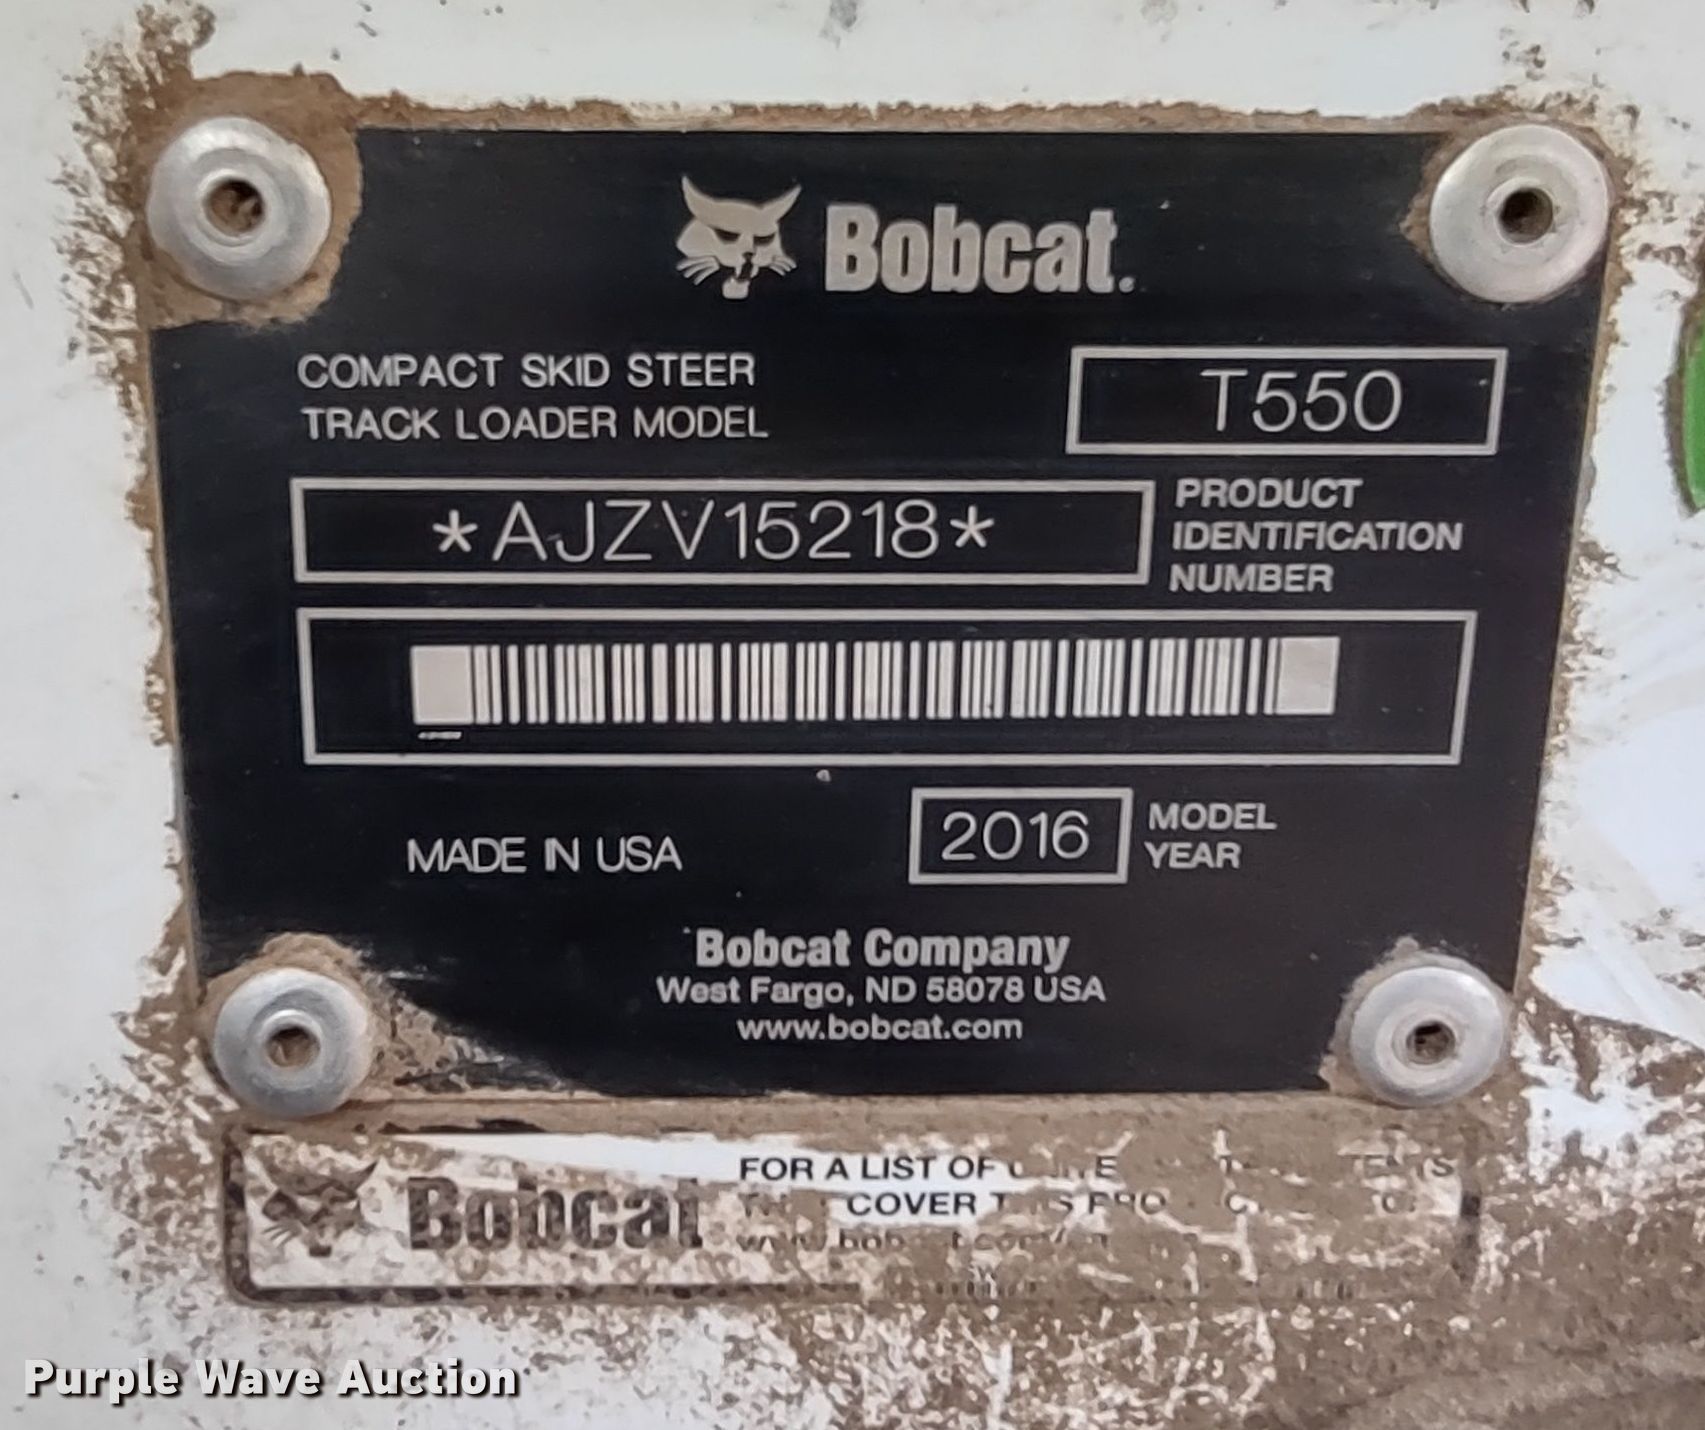 Bobcat.
COMPACT SKID STEER
TRACK LOADER MODEL
T550
*AJZV15218*
PRODUCT
IDENTIFICATION
NUMBER
MADE IN USA
2016
MODEL
YEAR
Bobcat Company
West Fargo, ND 58078 USA
www.bobcat.com
Bobcat
FOR A LIST OF
COVER
Purple Wave Auction